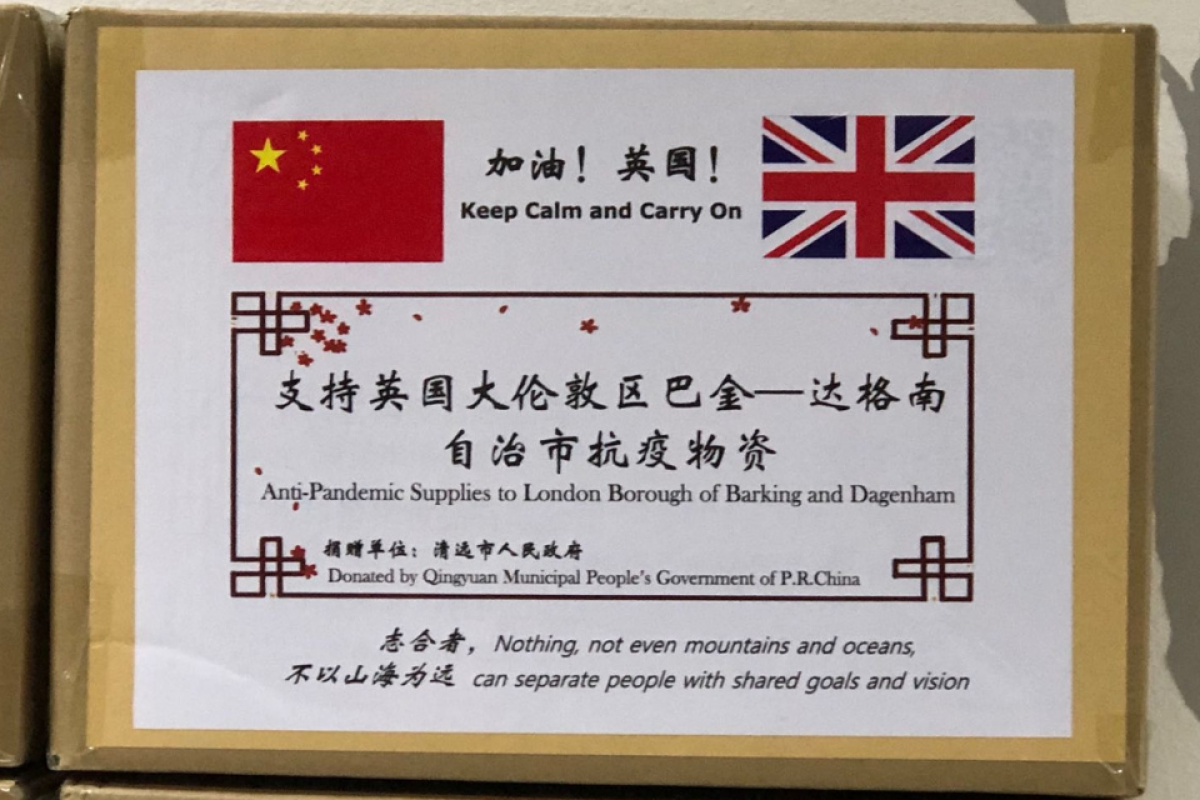 加油！英国！
Keep Calm and Carry On
支持英国大伦敦区巴金—达格南
自治市抗疫物资
Anti-Pandemic Supplies to London Borough of Barking and Dagenham
捐赠单位：清远市人民政府
Donated by Qingyuan Municipal People's Government of P.R.China
志合者，Nothing, not even mountains and oceans,
不以山海为远 can separate people with shared goals and vision